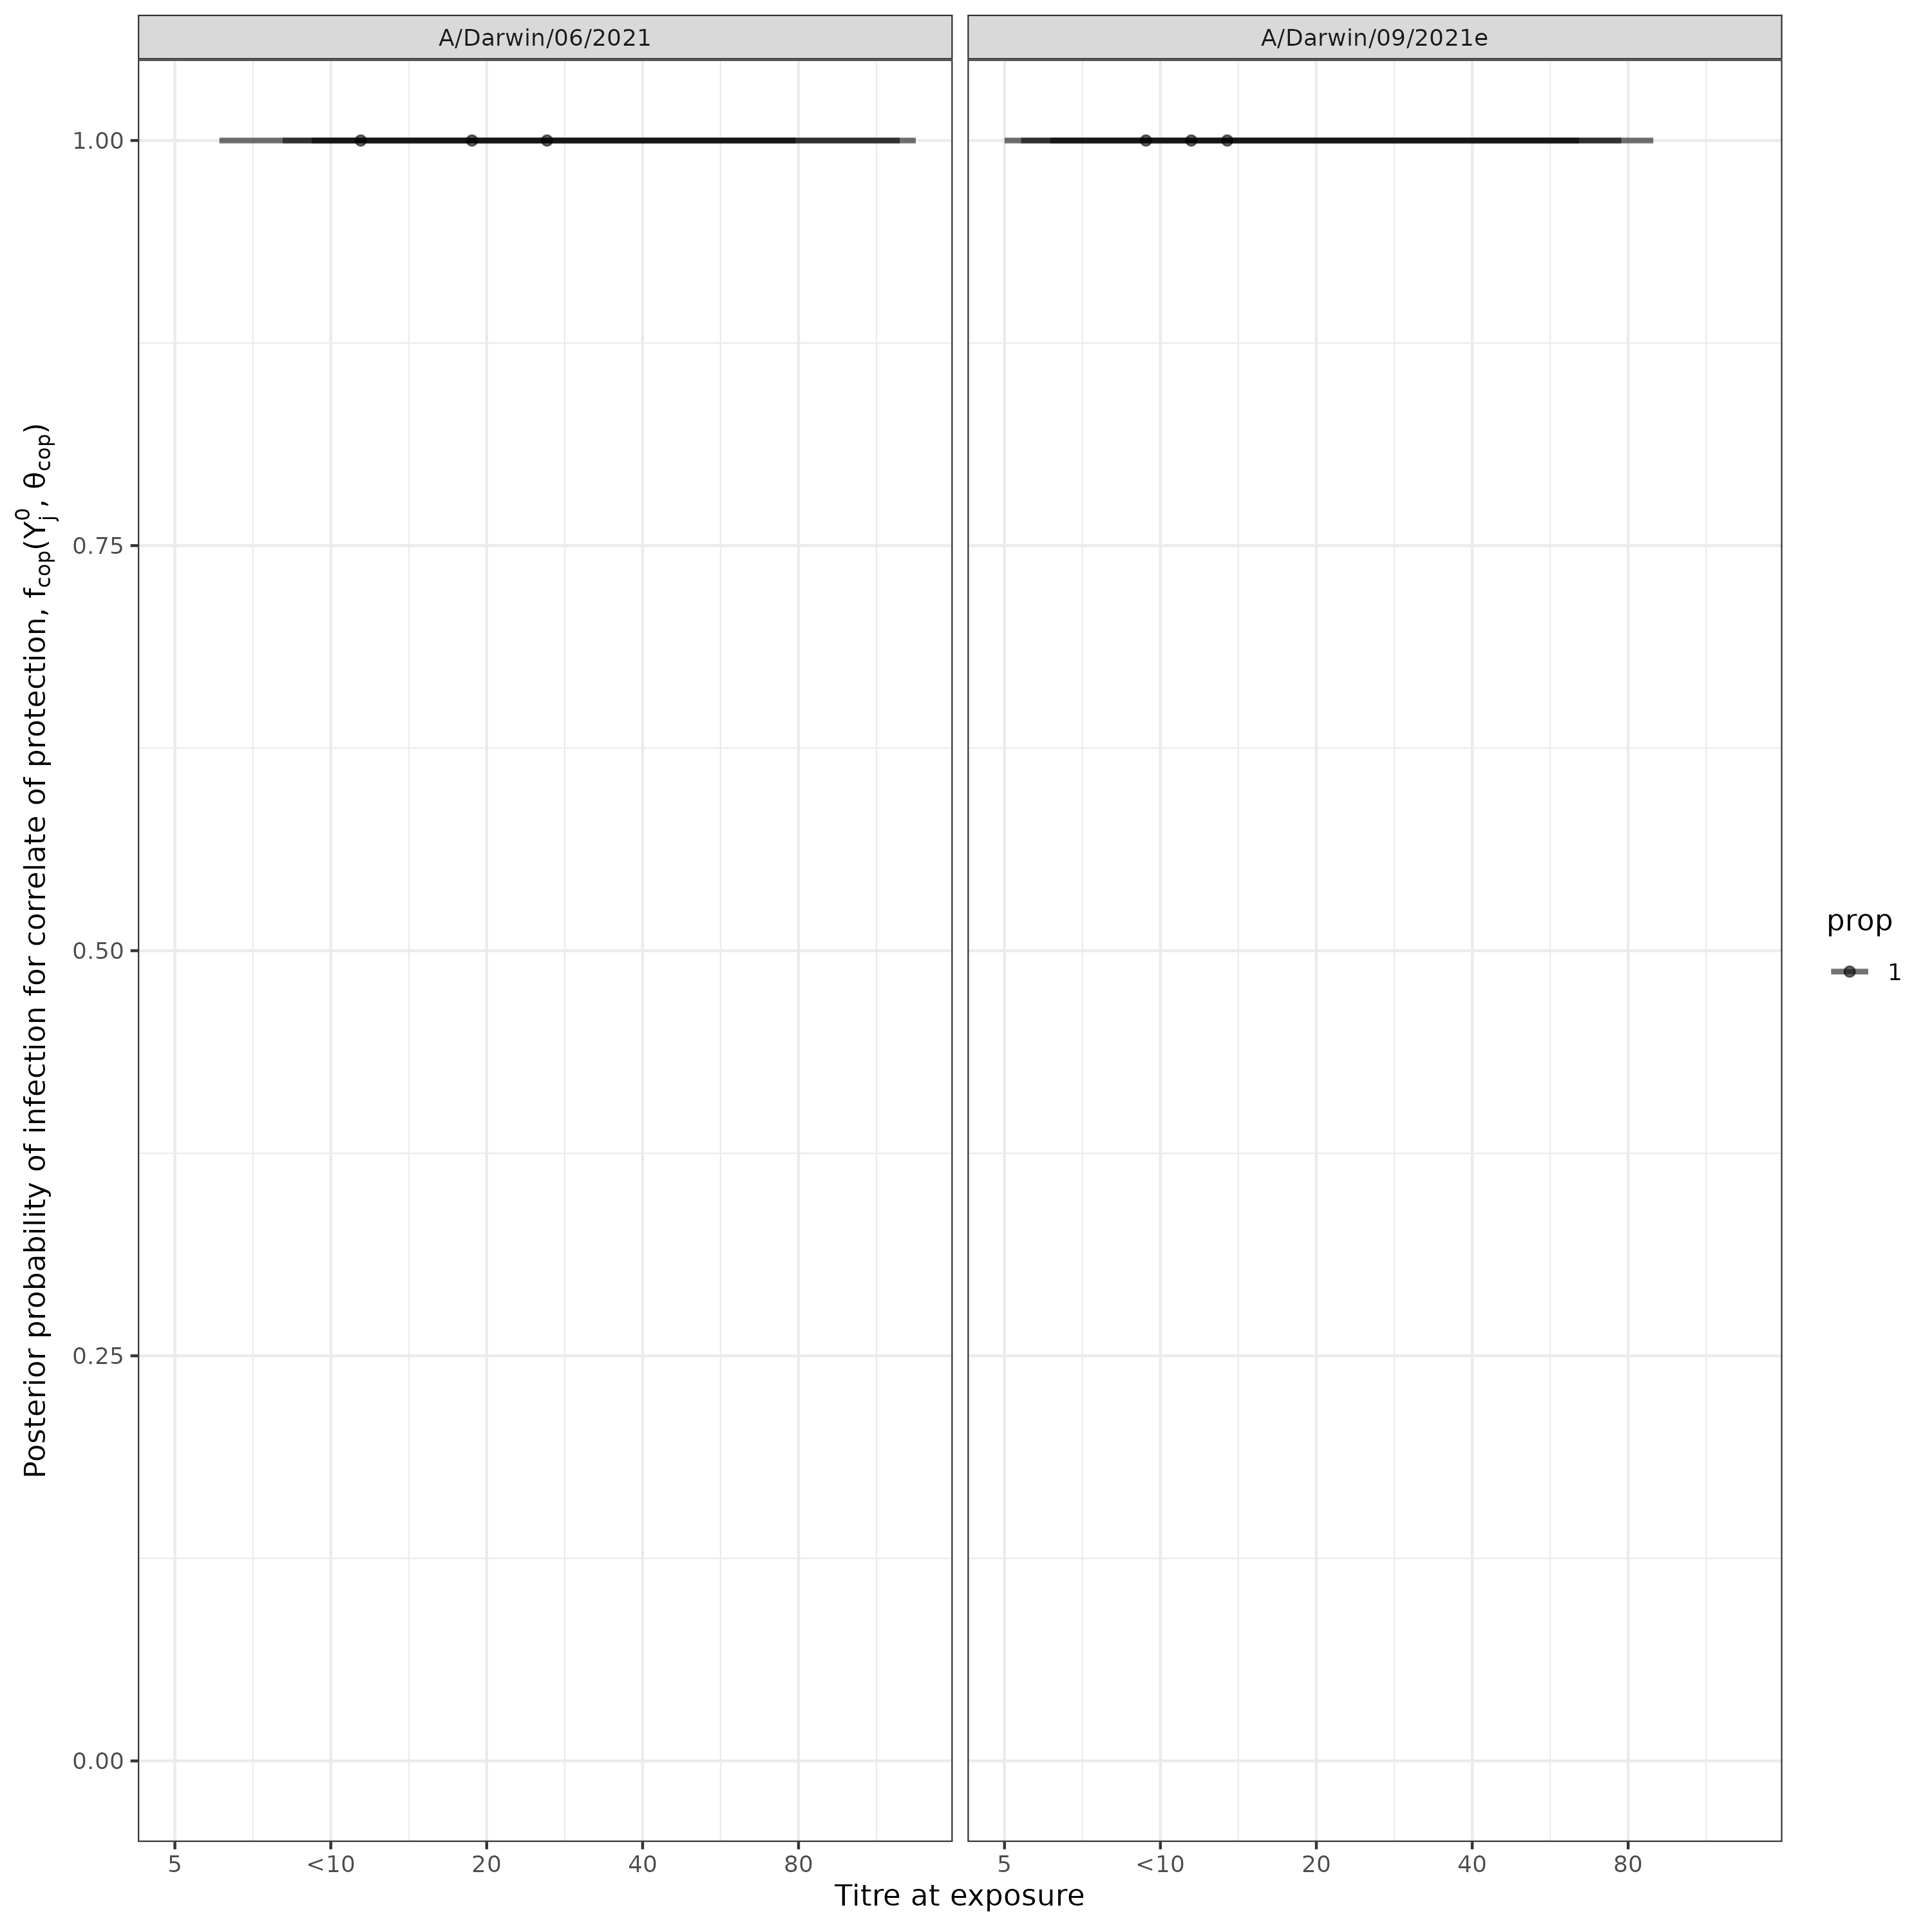 A/Darwin/06/2021
A/Darwin/09/2021e
Posterior probability of infection for correlate of protection, fcop(Yj0, θcop)
1.00
0.75
0.50
0.25
0.00
prop
1
5 <10 20 40 80
5 <10 20 40 80
Titre at exposure